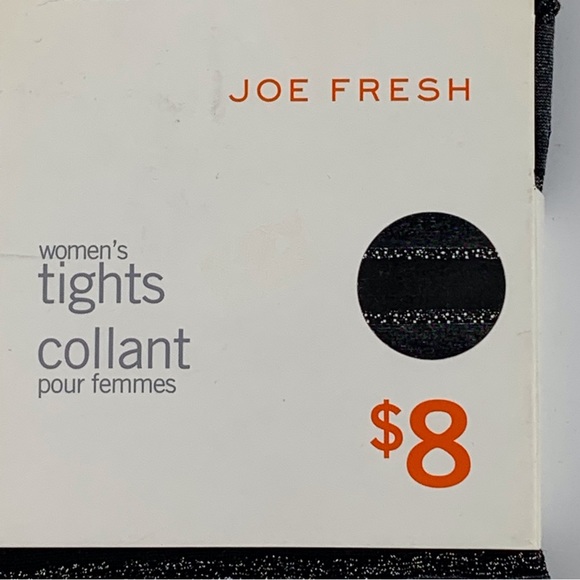 JOE FRESH
women's
tights
collant
pour femmes
$8